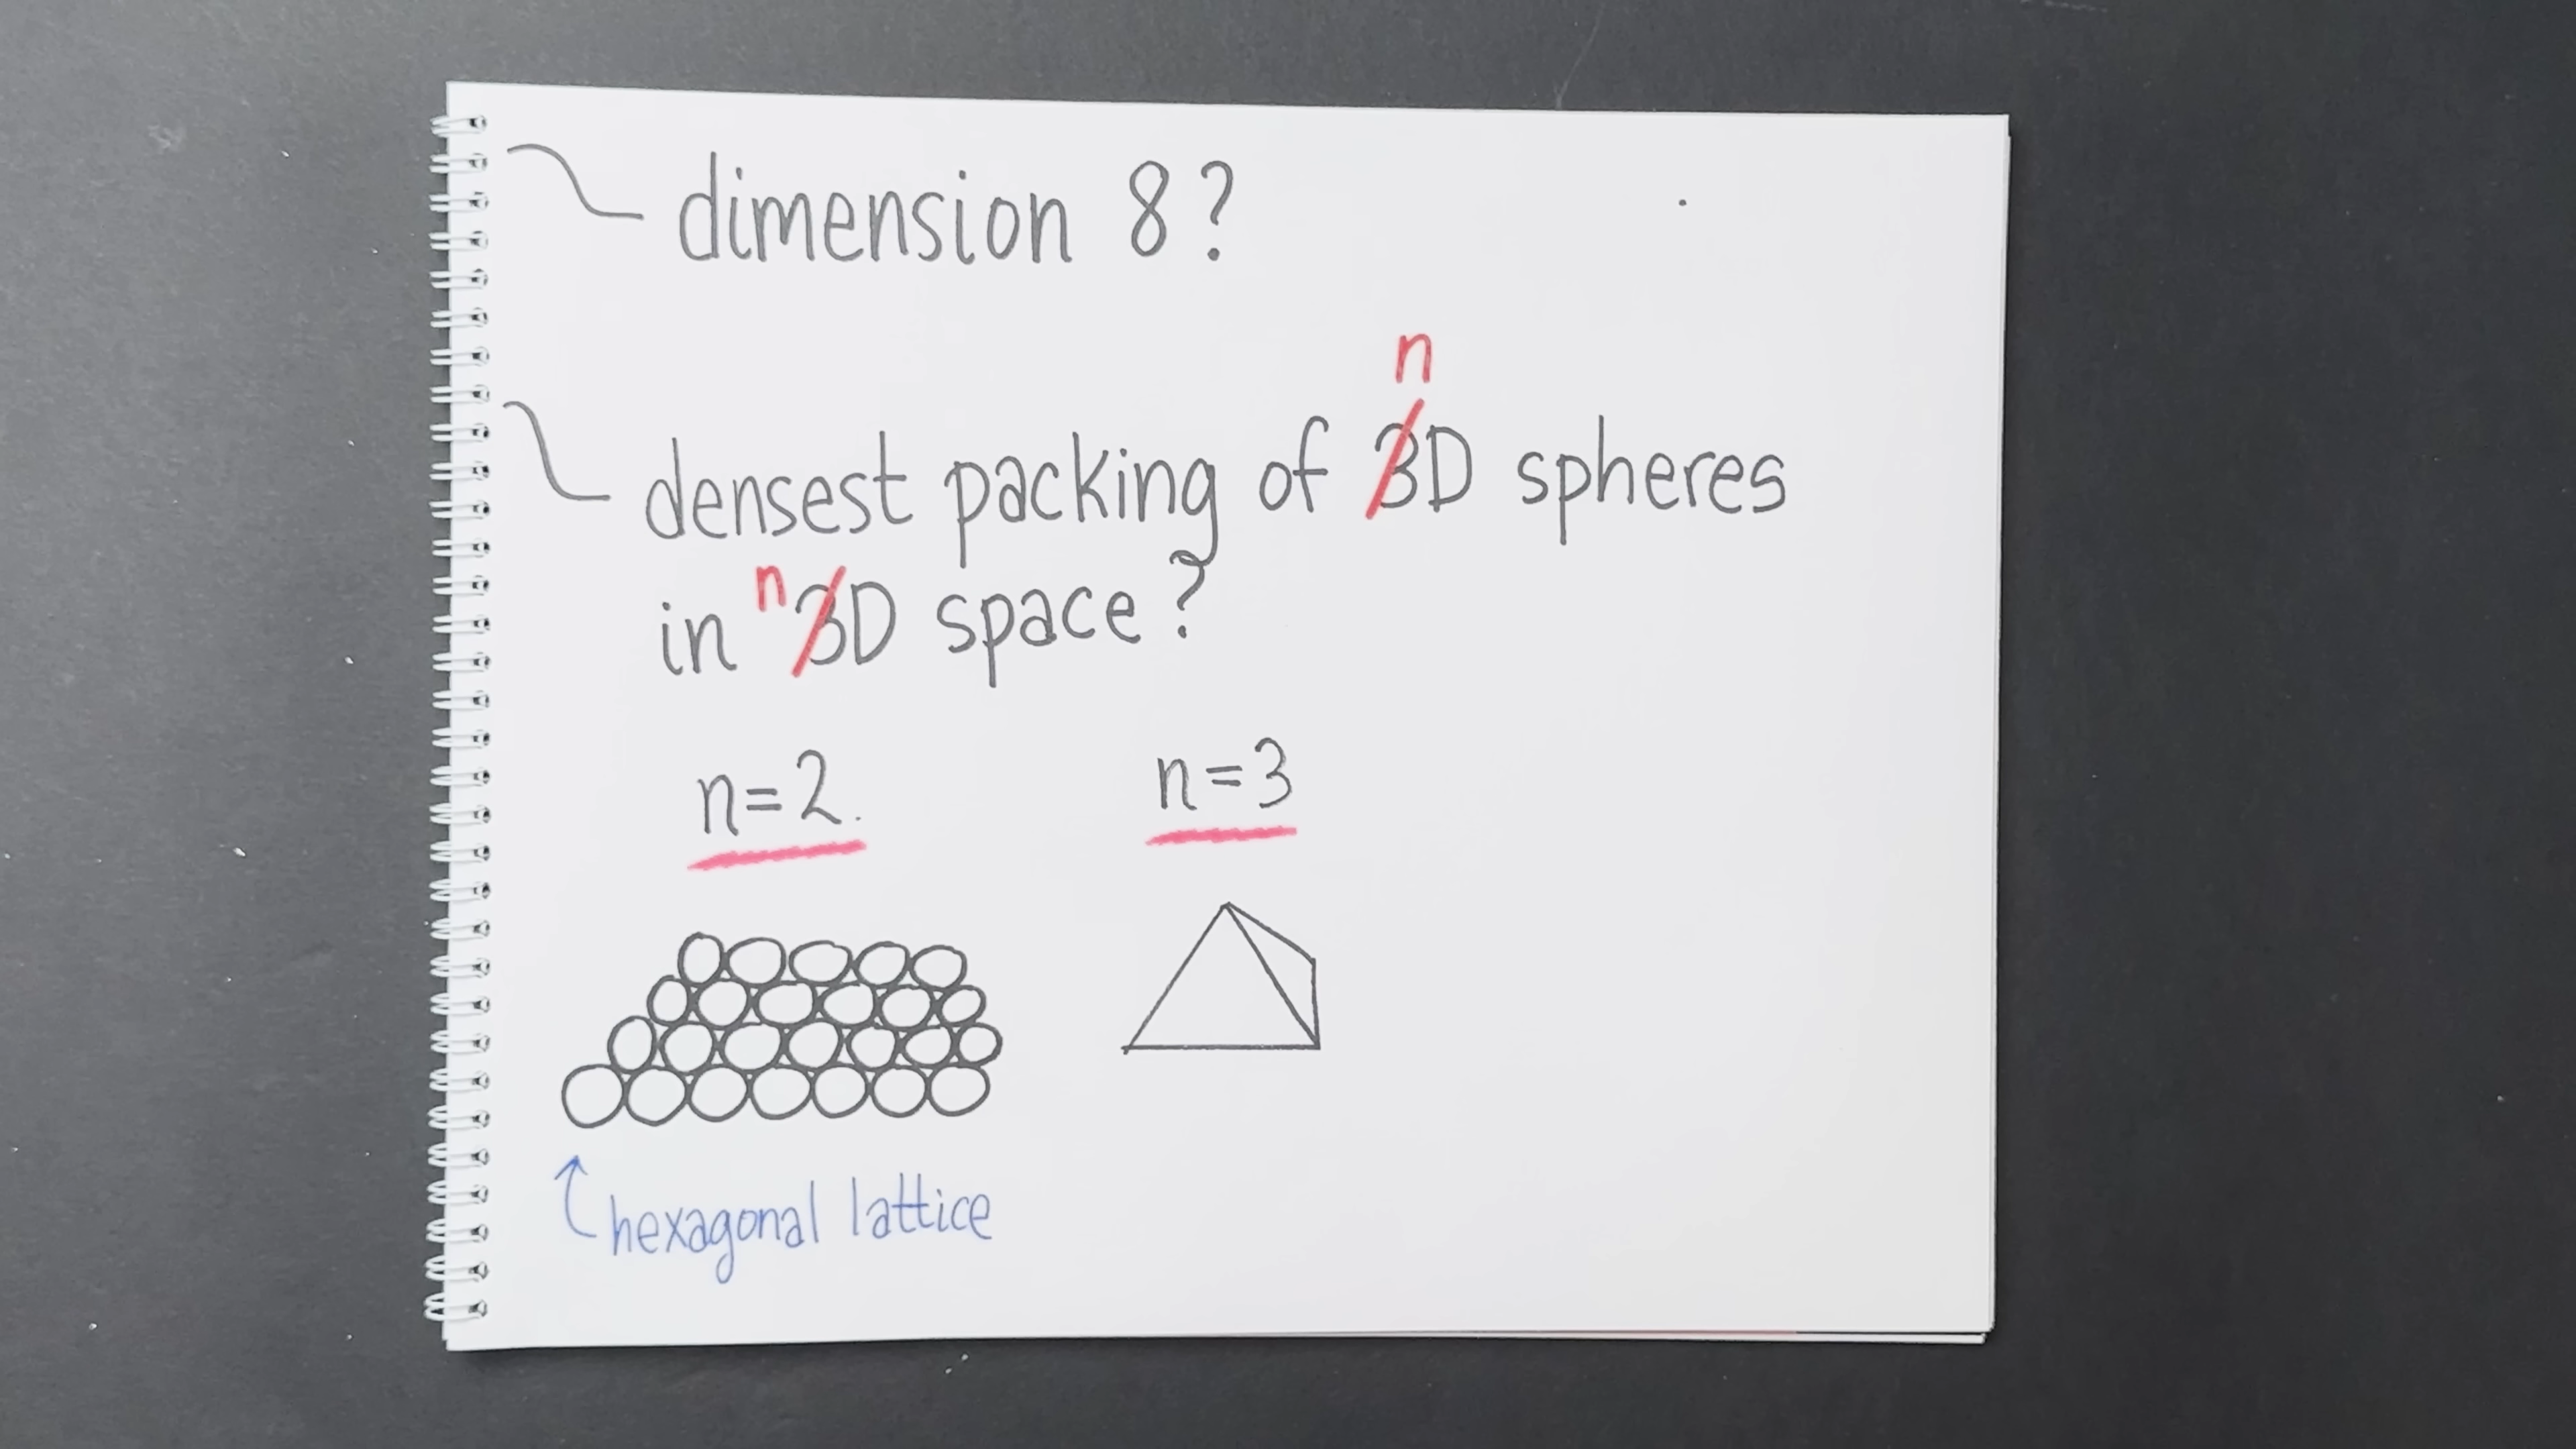 dimension 8?
n
densest packing of 3D spheres
in n 3D space?
n=2. n=3
hexagonal lattice